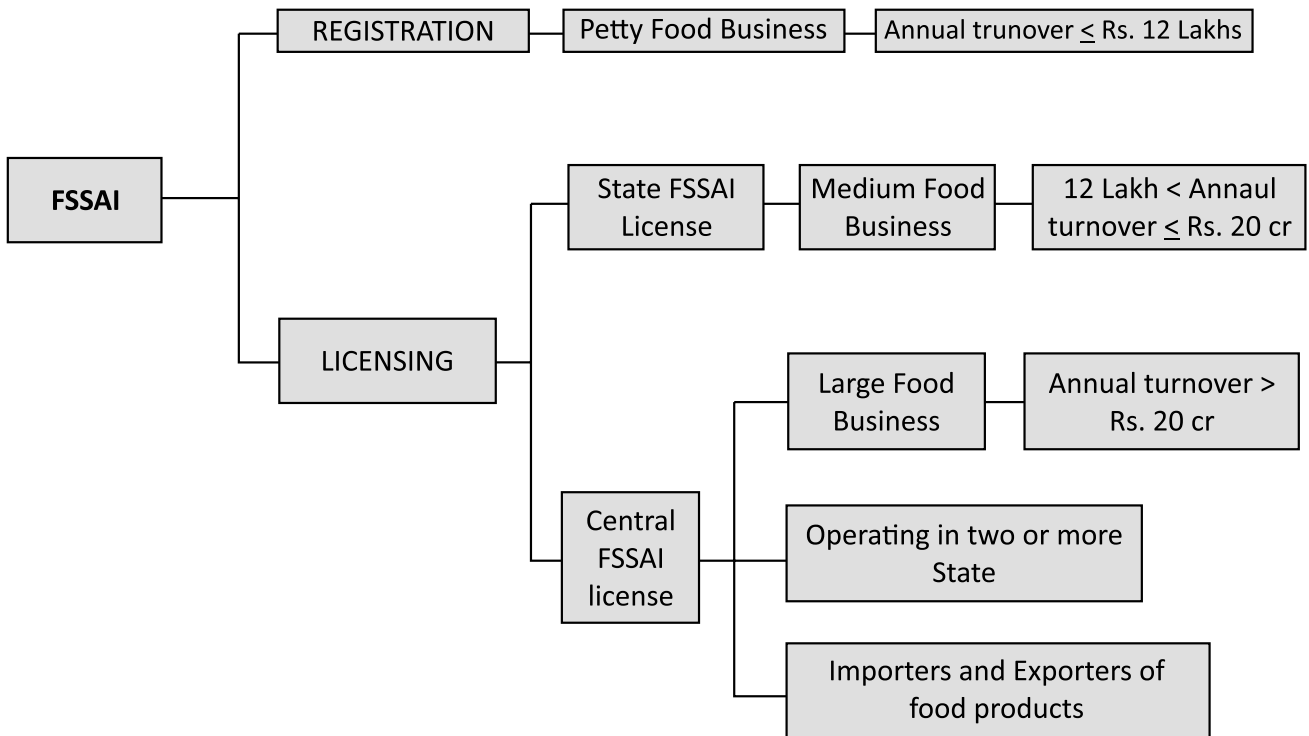 REGISTRATION
Petty Food Business
Annual trunover ≤ Rs. 12 Lakhs
FSSAI
State FSSAI
License
Medium Food
Business
12 Lakh < Annaul
turnover ≤ Rs. 20 cr
LICENSING
Large Food
Business
Annual turnover >
Rs. 20 cr
Central
FSSAI
license
Operating in two or more
State
Importers and Exporters of
food products